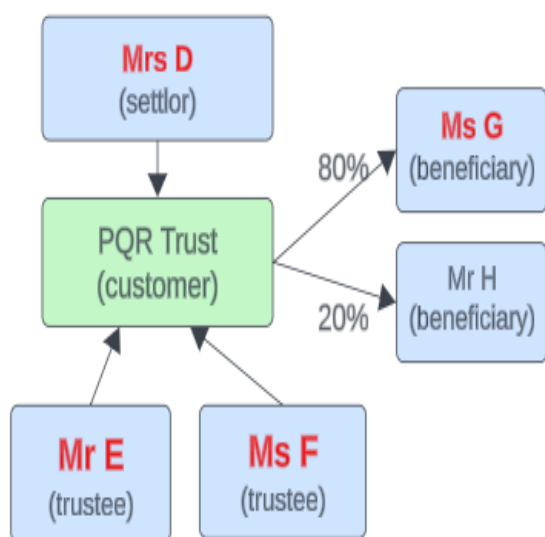 Mrs D
(settlor)
Ms G
(beneficiary)
80%
PQR Trust
(customer)
Mr H
(beneficiary)
20%
Mr E
(trustee)
Ms F
(trustee)